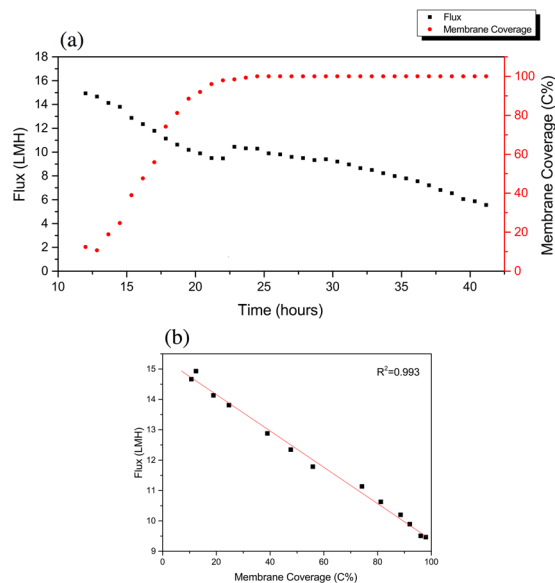 Flux
Membrane Coverage
(a)
18
16
14
12
10
8
6
4
2
0
Flux (LMH)
100
80
60
40
20
0
Membrane Coverage (C%)
10 15 20 25 30 35 40
Time (hours)
(b)
R²=0.993
15
14
13
12
11
10
9
Flux (LMH)
0 20 40 60 80 100
Membrane Coverage (C%)